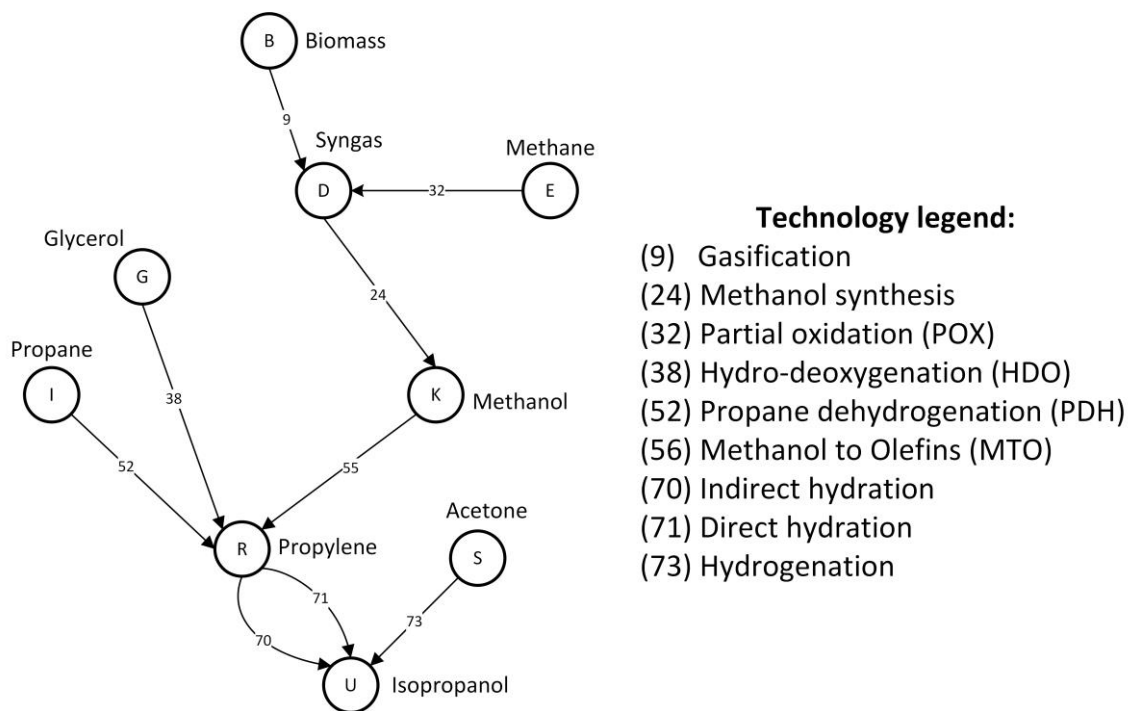 B Biomass
9
Syngas
Methane
D
32
E
Glycerol
G
24
Propane
I
38
K
Methanol
52
55
Acetone
R Propylene
S
71
73
70
U
Isopropanol
Technology legend:
(9) Gasification
(24) Methanol synthesis
(32) Partial oxidation (POX)
(38) Hydro-deoxygenation (HDO)
(52) Propane dehydrogenation (PDH)
(56) Methanol to Olefins (MTO)
(70) Indirect hydration
(71) Direct hydration
(73) Hydrogenation